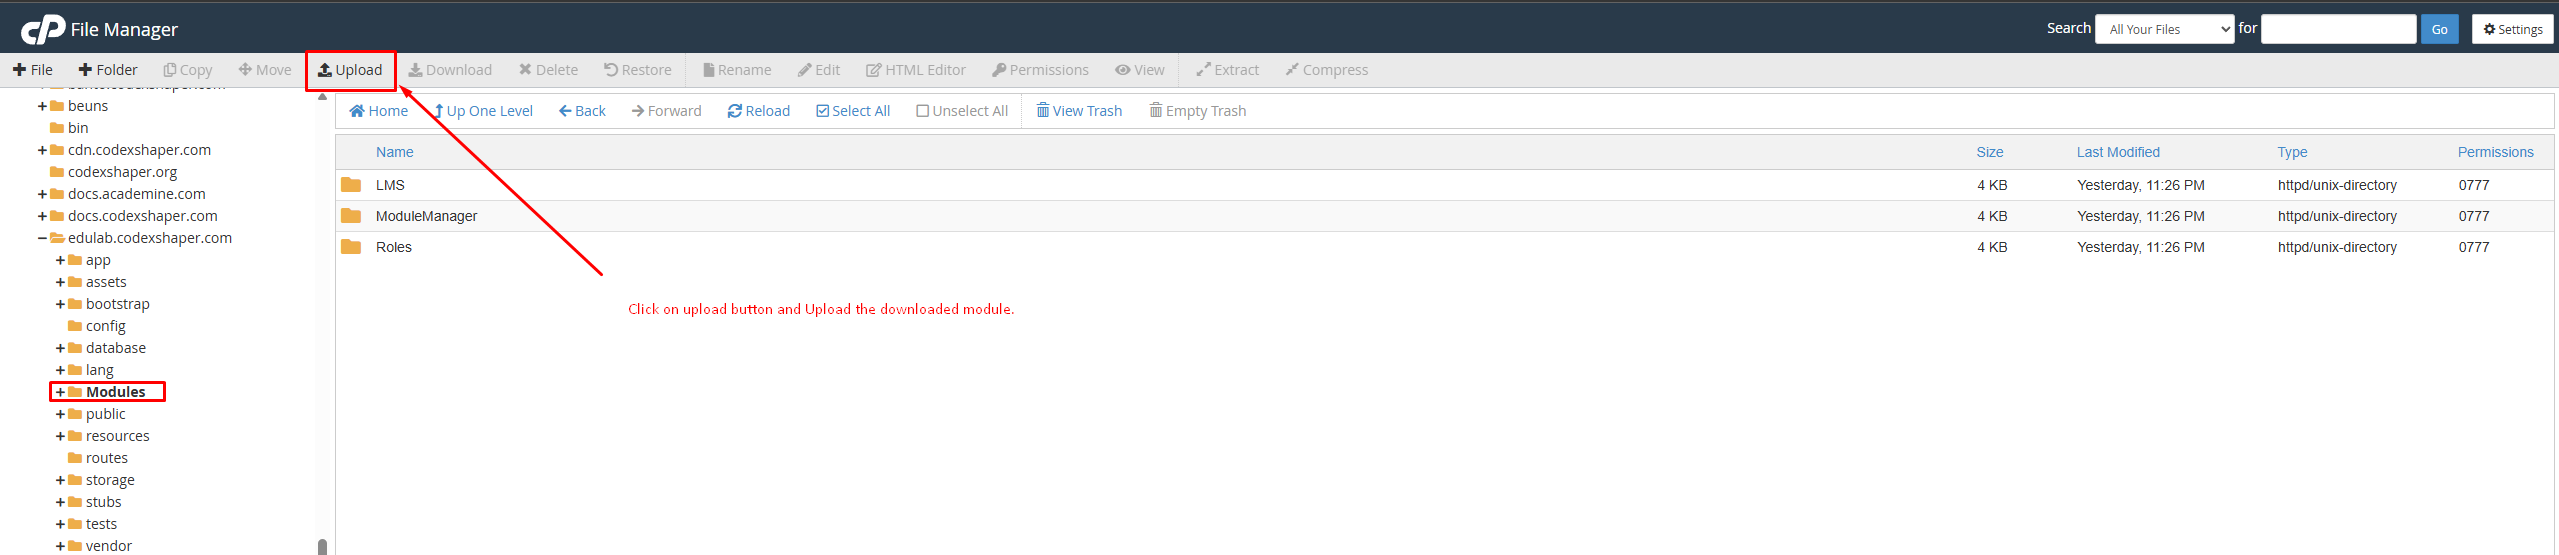 cP File Manager
Search All Your Files for Go Settings
File Folder Copy Move Upload Download Delete Restore Rename Edit HTML Editor Permissions View Extract Compress
beuns
bin
cdn.codexshaper.com
codexshaper.org
docs.academine.com
docs.codexshaper.com
edulab.codexshaper.com
app
assets
bootstrap
config
database
lang
Modules
public
resources
routes
storage
stubs
tests
vendor
Home Up One Level Back Forward Reload Select All Unselect All View Trash Empty Trash
Name Size Last Modified Type Permissions
LMS 4 KB Yesterday, 11:26 PM httpd/unix-directory 0777
ModuleManager 4 KB Yesterday, 11:26 PM httpd/unix-directory 0777
Roles 4 KB Yesterday, 11:26 PM httpd/unix-directory 0777
Click on upload button and Upload the downloaded module.